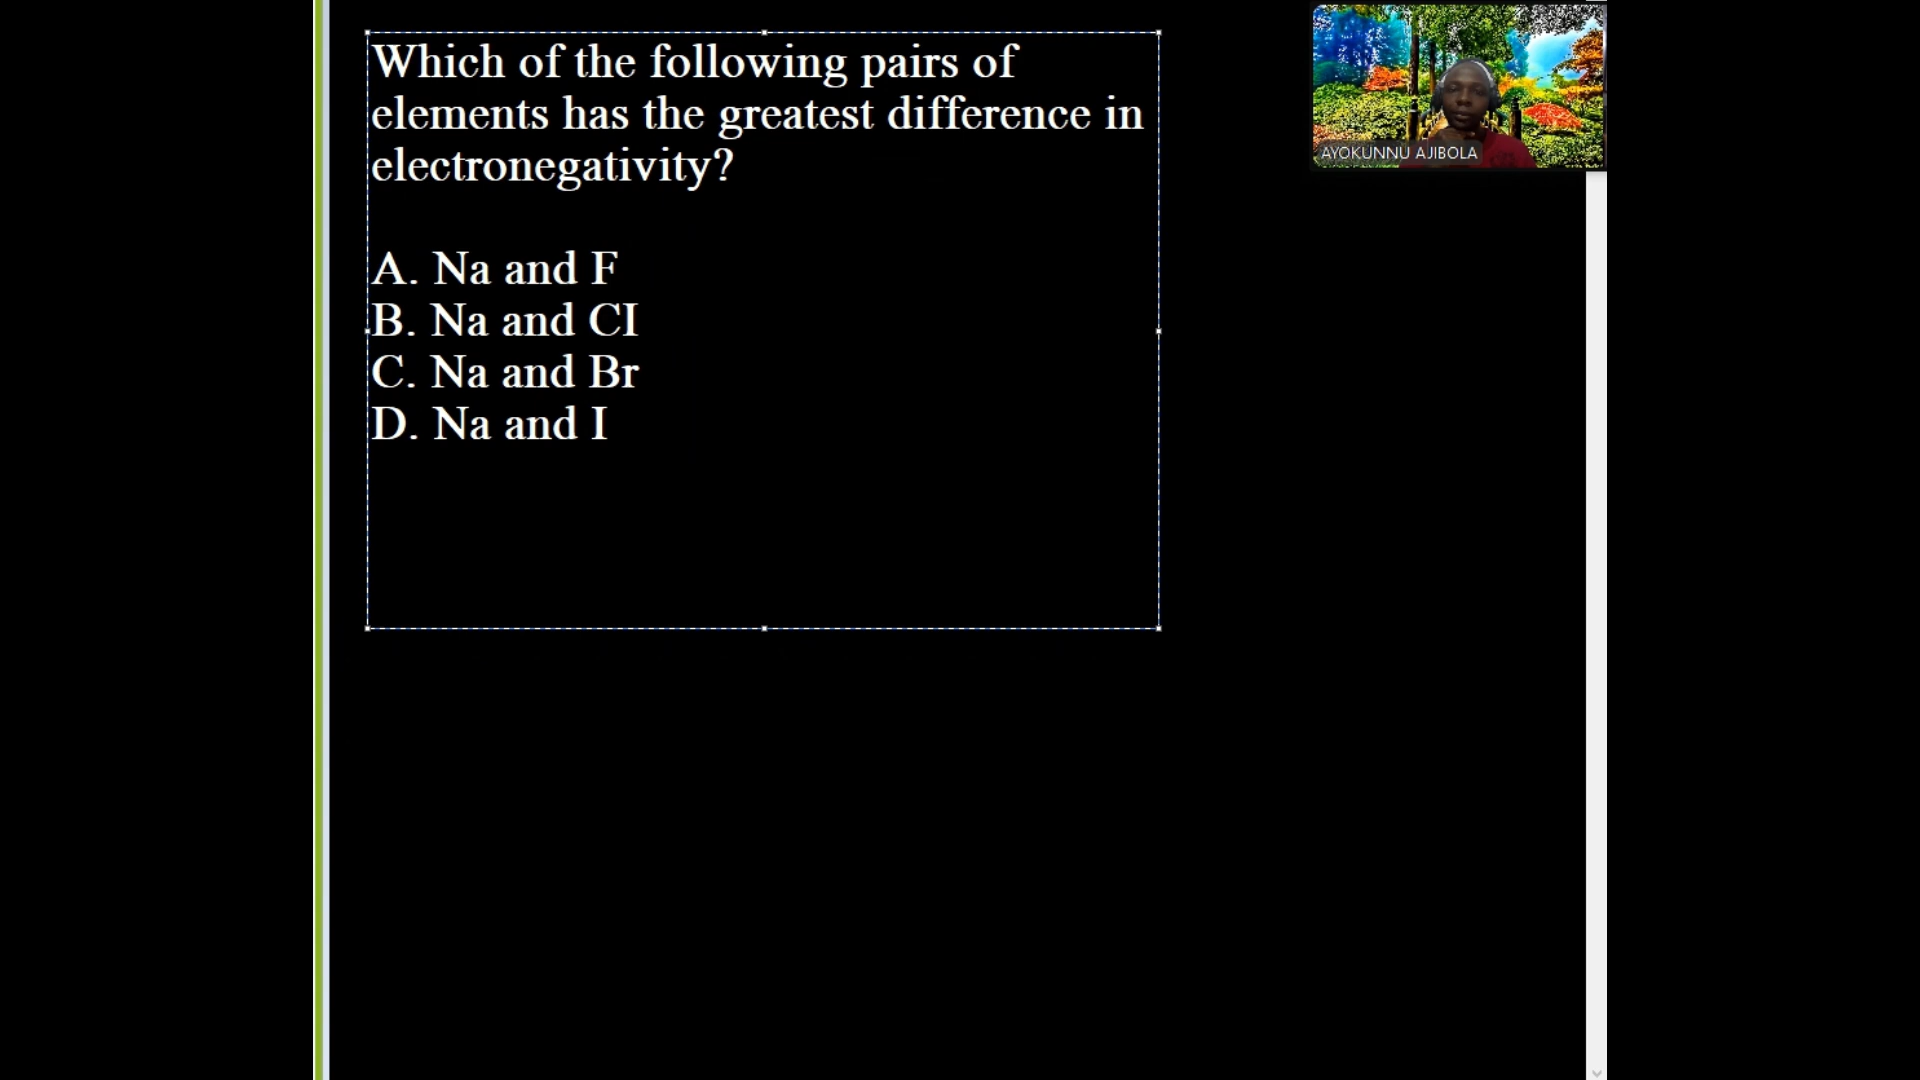 Which of the following pairs of
elements has the greatest difference in
electronegativity?
A. Na and F
B. Na and CI
C. Na and Br
D. Na and I
AYOKUNNU AJIBOLA